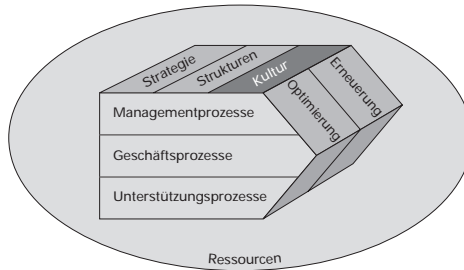 Strategie
Strukturen
Kultur
Optimierung
Erneuerung
Managementprozesse
Geschäftsprozesse
Unterstützungsprozesse
Ressourcen